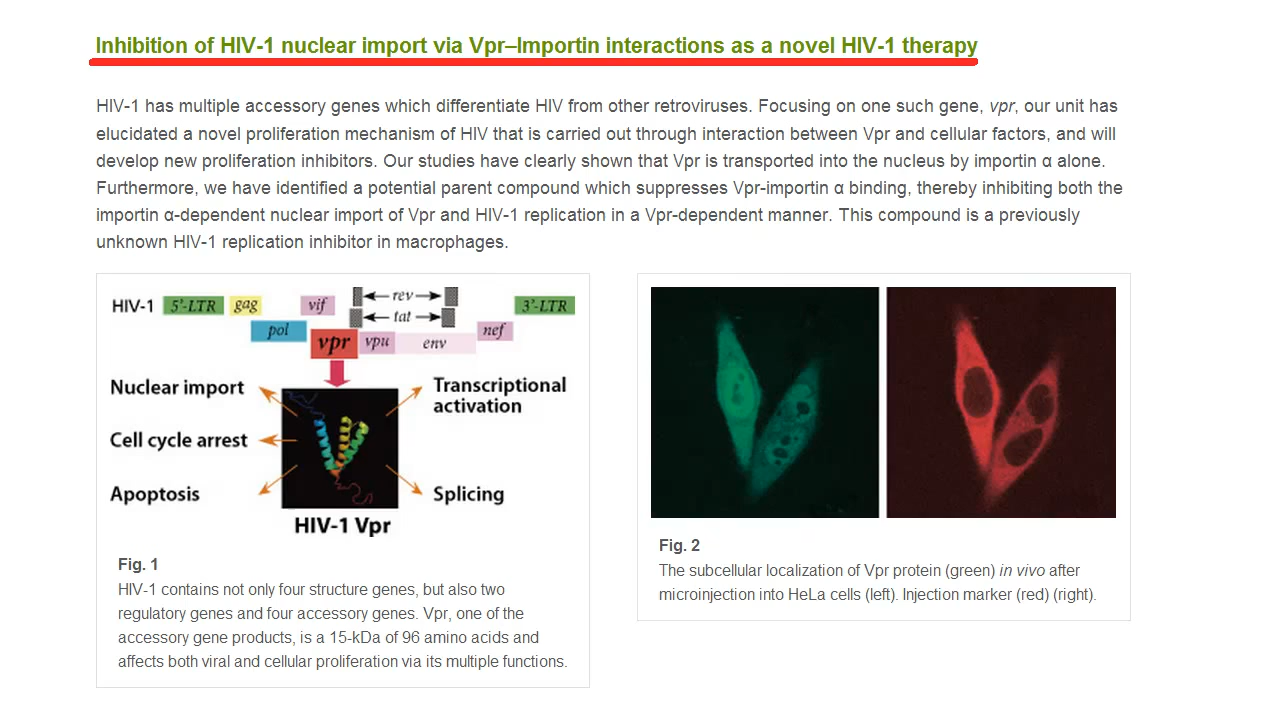 Inhibition of HIV-1 nuclear import via Vpr–Importin interactions as a novel HIV-1 therapy
HIV-1 has multiple accessory genes which differentiate HIV from other retroviruses. Focusing on one such gene, vpr, our unit has
elucidated a novel proliferation mechanism of HIV that is carried out through interaction between Vpr and cellular factors, and will
develop new proliferation inhibitors. Our studies have clearly shown that Vpr is transported into the nucleus by importin α alone.
Furthermore, we have identified a potential parent compound which suppresses Vpr-importin α binding, thereby inhibiting both the
importin α-dependent nuclear import of Vpr and HIV-1 replication in a Vpr-dependent manner. This compound is a previously
unknown HIV-1 replication inhibitor in macrophages.
HIV-1 5'-LTR gag vif rev 3'-LTR
tat
pol vpr vpu env nef
Nuclear import
Transcriptional
activation
Cell cycle arrest
Apoptosis
Splicing
HIV-1 Vpr
Fig. 1
HIV-1 contains not only four structure genes, but also two
regulatory genes and four accessory genes. Vpr, one of the
accessory gene products, is a 15-kDa of 96 amino acids and
affects both viral and cellular proliferation via its multiple functions.
Fig. 2
The subcellular localization of Vpr protein (green) in vivo after
microinjection into HeLa cells (left). Injection marker (red) (right).